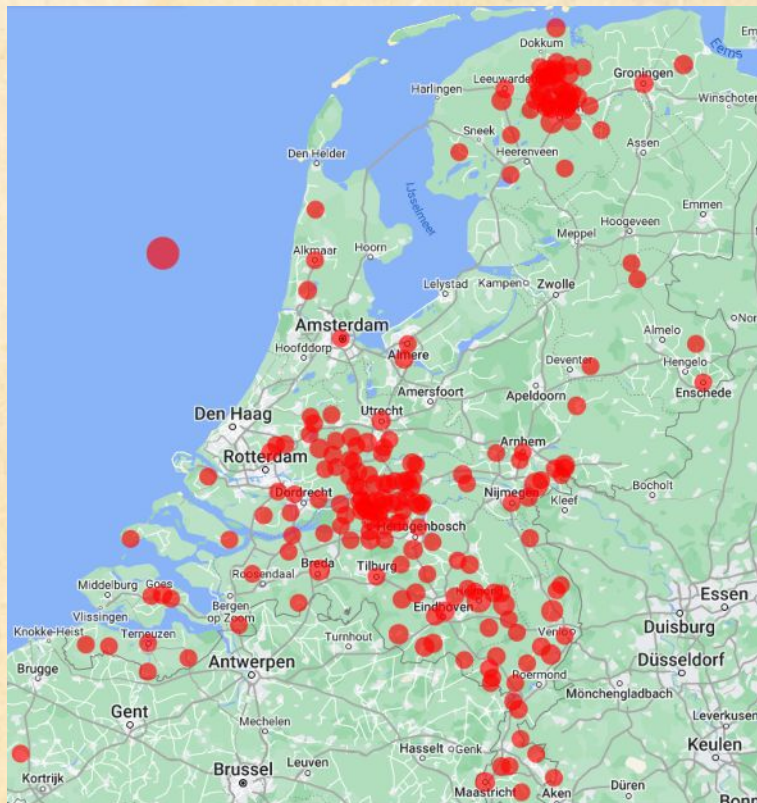 Dokkum
Eems
Leeuwarde
Groningen
Harlingen
Winschoten
Sneek
Assen
Heerenveen
Den Helder
IJsselmeer
Emmen
Hoogeveen
Meppel
Alkmaar
Hoorn
Lelystad
Kampen
Zwolle
Amsterdam
Almelo
Hoofddorp
Almere
Hengelo
Deventer
Enschede
Amersfoort
Apeldoorn
Den Haag
Utrecht
Arnhem
Rotterdam
Bocholt
Dordrecht
Nijmegen
Kleef
Hertogenbosch
Tilburg
Breda
Roosendaal
Middelburg
Goes
Essen
Vlissingen
Bergen
op Zoom
Eindhoven
Duisburg
Knokke-Heist
Terneuzen
Turnhout
Venlo
Brugge
Antwerpen
Düsseldorf
Roermond
Mönchengladbach
Gent
Mechelen
Leverkusen
Hasselt
Genk
Keulen
Leuven
Kortrijk
Brussel
Maastricht
Aken
Düren
Bonn